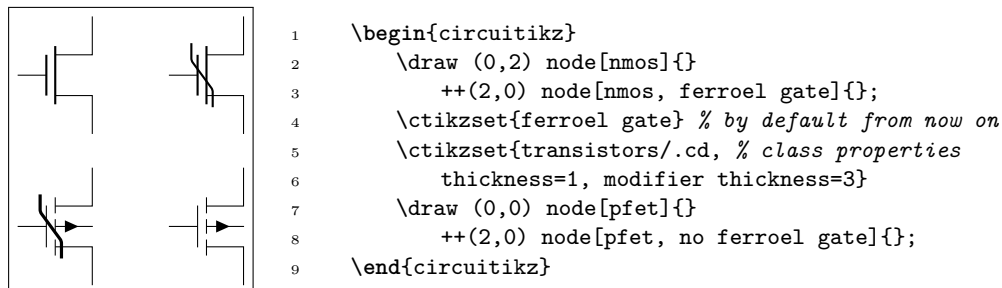 1 \begin{circuitikz}
2 \draw (0,2) node[nmos]{}
3 ++(2,0) node[nmos, ferroel gate]{};
4 \ctikzset{ferroel gate} % by default from now on
5 \ctikzset{transistors/.cd, % class properties
6 thickness=1, modifier thickness=3}
7 \draw (0,0) node[pfet]{}
8 ++(2,0) node[pfet, no ferroel gate]{};
9 \end{circuitikz}